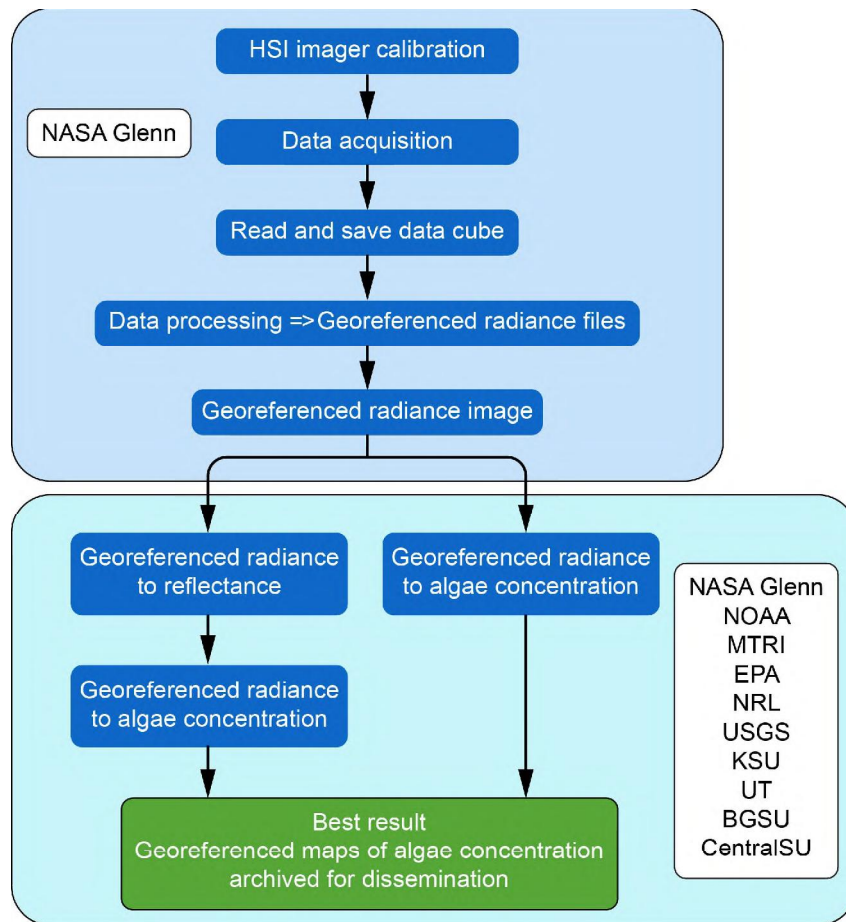 HSI imager calibration
NASA Glenn
Data acquisition
Read and save data cube
Data processing =>Georeferenced radiance files
Georeferenced radiance image
Georeferenced radiance
to reflectance
Georeferenced radiance
to algae concentration
Georeferenced radiance
to algae concentration
NASA Glenn
NOAA
MTRI
EPA
NRL
USGS
KSU
UT
BGSU
CentralSU
Best result
Georeferenced maps of algae concentration
archived for dissemination